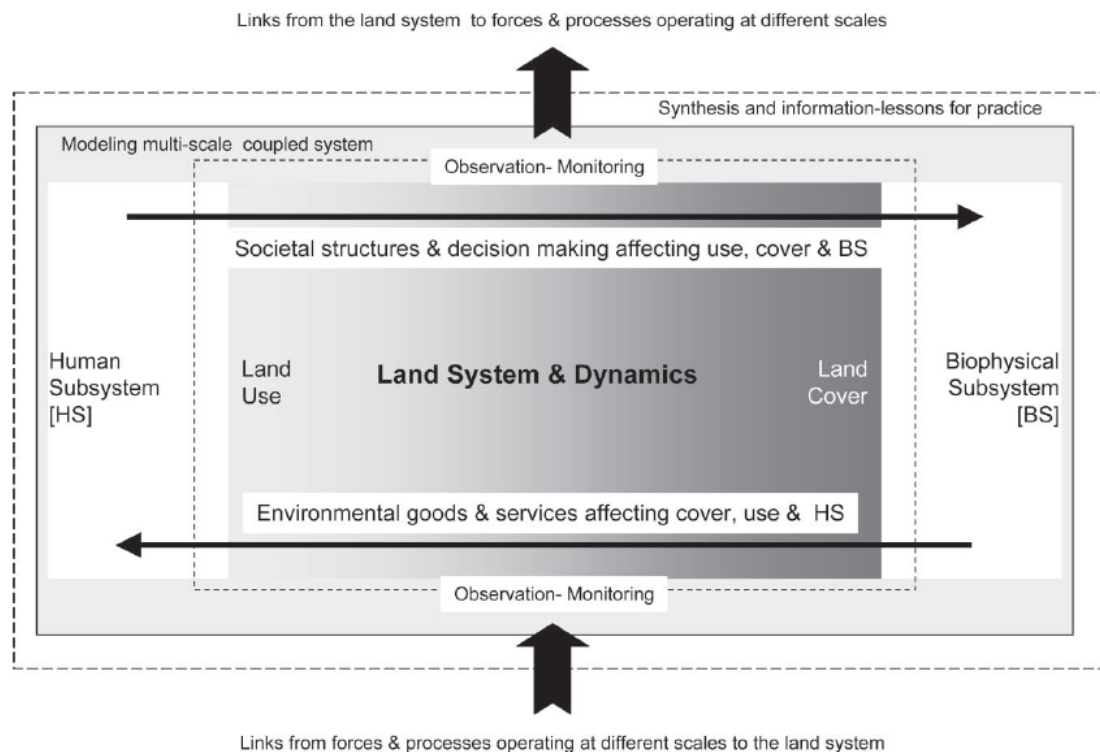 Links from the land system to forces & processes operating at different scales
Synthesis and information-lessons for practice
Modeling multi-scale coupled system
Observation- Monitoring
Societal structures & decision making affecting use, cover & BS
Human
Subsystem
[HS]
Land
Use
Land System & Dynamics
Land
Cover
Biophysical
Subsystem
[BS]
Environmental goods & services affecting cover, use & HS
Observation- Monitoring
Links from forces & processes operating at different scales to the land system